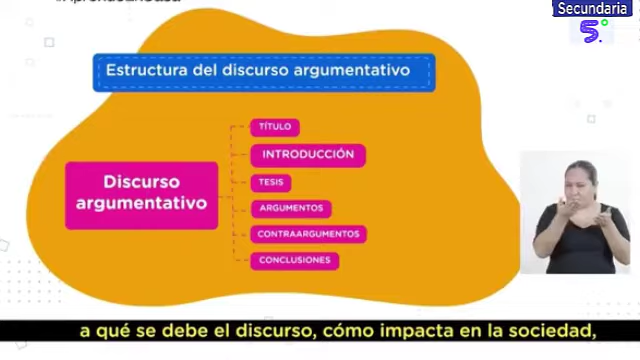 Secundaria
5.°
Estructura del discurso argumentativo
TÍTULO
INTRODUCCIÓN
Discurso
argumentativo
TESIS
ARGUMENTOS
CONTRAARGUMENTOS
CONCLUSIONES
a qué se debe el discurso, cómo impacta en la sociedad,